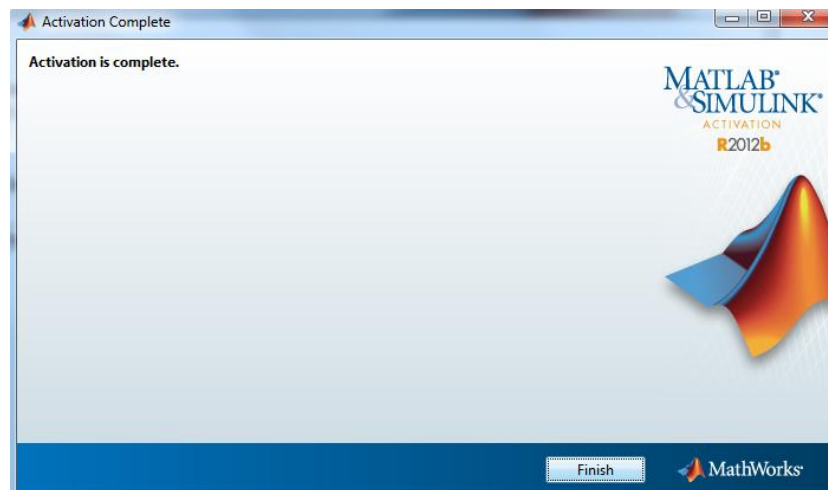 Activation Complete
Activation is complete.
MATLAB®
&SIMULINK®
ACTIVATION
R2012b
Finish
MathWorks®